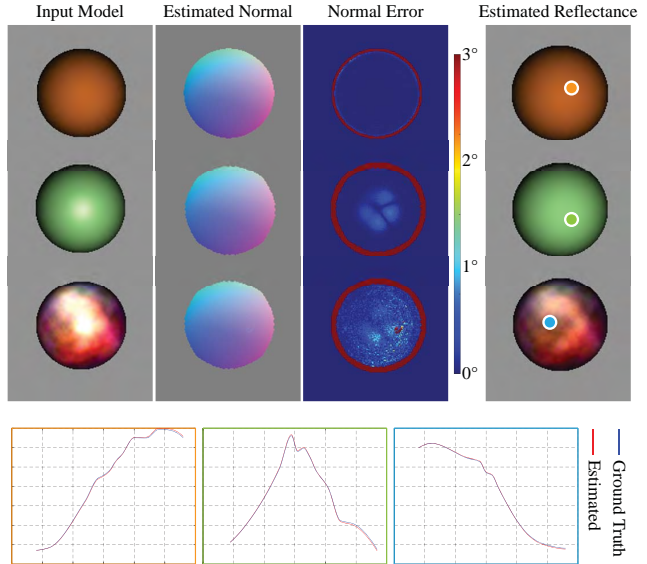 Input Model
Estimated Normal
Normal Error
Estimated Reflectance
3°
2°
1°
0°
Ground Truth
Estimated